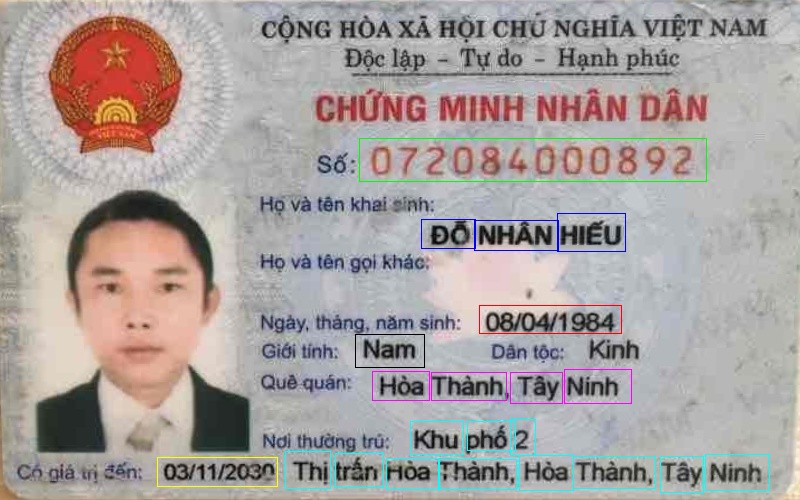 CỘNG HÒA XÃ HỘI CHỦ NGHĨA VIỆT NAM
Độc lập - Tự do - Hạnh phúc
CHỨNG MINH NHÂN DÂN
Số: 072084000892
Họ và tên khai sinh:
ĐỖ NHÂN HIẾU
Họ và tên gọi khác:
Ngày, tháng, năm sinh: 08/04/1984
Giới tính: Nam Dân tộc: Kinh
Quê quán: Hòa Thành, Tây Ninh
Nơi thường trú: Khu phố 2
Có giá trị đến: 03/11/2030 Thị trấn Hòa Thành, Hòa Thành, Tây Ninh